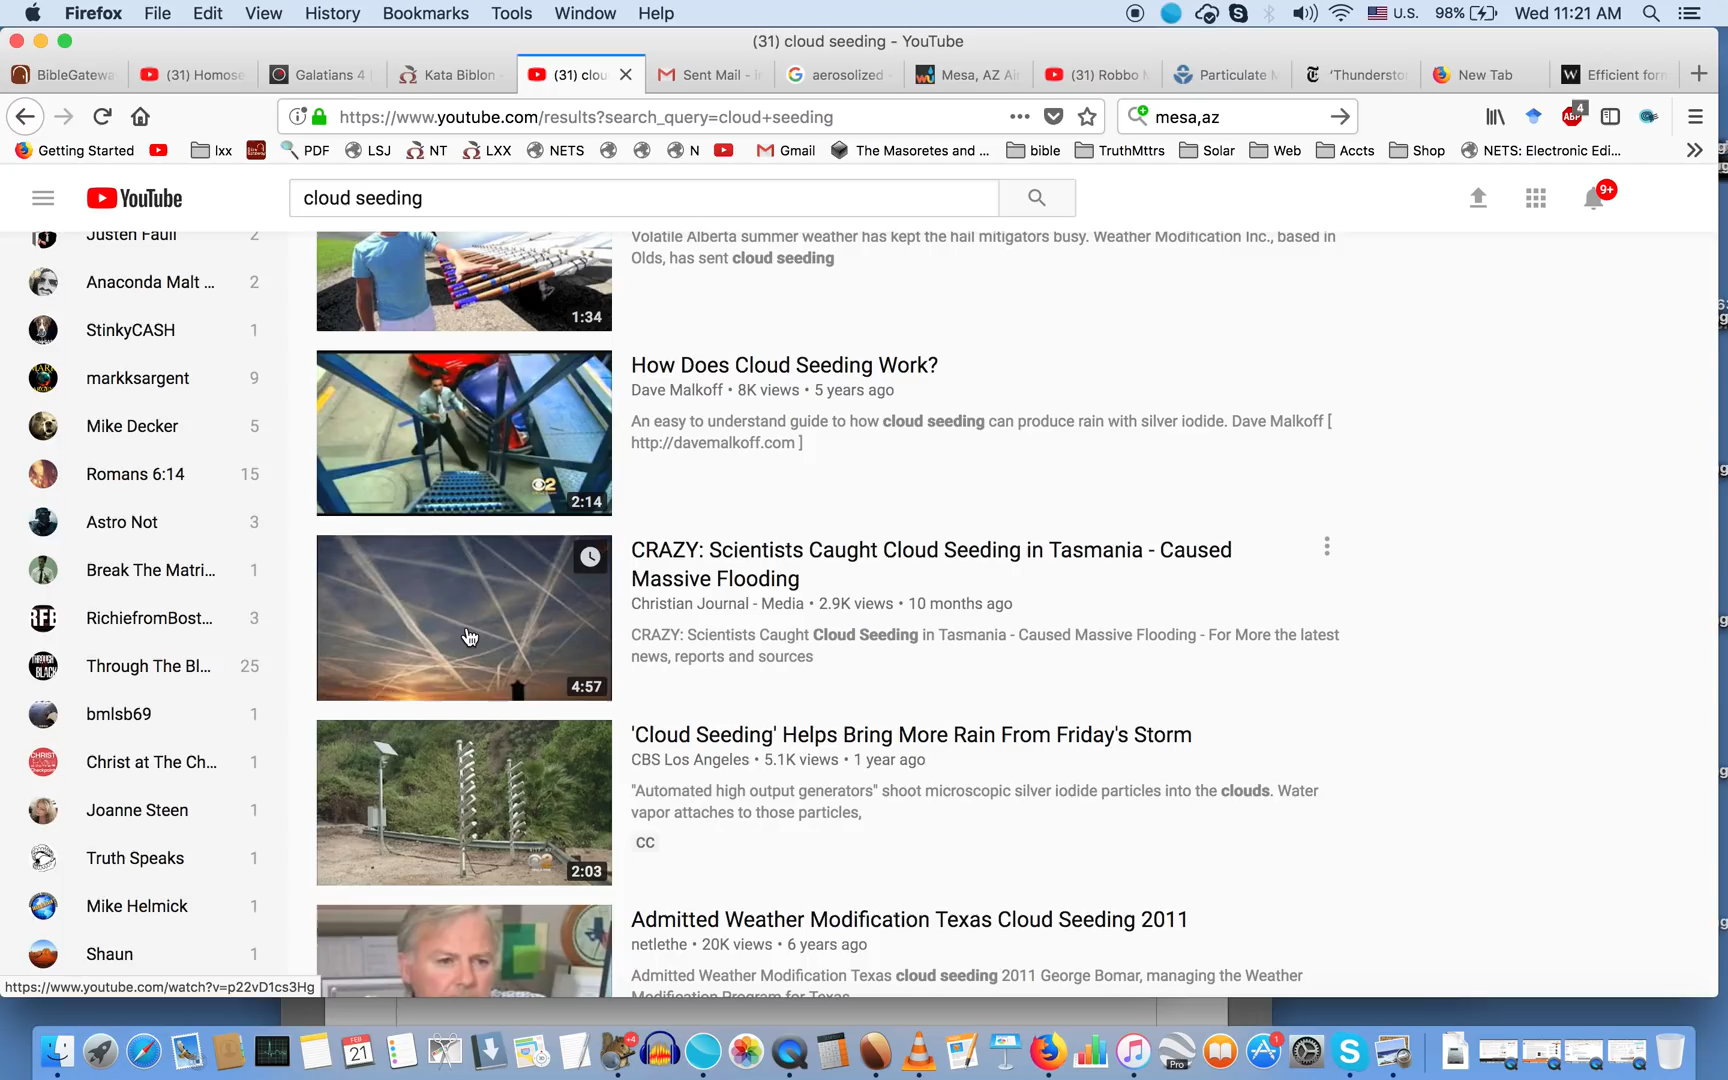 Firefox File Edit View History Bookmarks Tools Window Help U.S. 98% Wed 11:21 AM
(31) cloud seeding - YouTube
BibleGatewa (31) Homose Galatians 4 Kata Biblon - (31) clou Sent Mail - i aerosolized Mesa, AZ Ai (31) Robbo M Particulate M 'Thundersto New Tab Efficient for
https://www.youtube.com/results?search_query=cloud+seeding mesa,az ABP 4
Getting Started lxx PDF LSJ NT LXX NETS N Gmail The Masoretes and ... bible TruthMttrs Solar Web Accts Shop NETS: Electronic Edi...
YouTube cloud seeding 9+
Justen Faull 2
Anaconda Malt ... 2
StinkyCASH 1
markksargent 9
Mike Decker 5
Romans 6:14 15
Astro Not 3
Break The Matri... 1
RichiefromBost... 3
Through The Bl... 25
bmlsb69 1
Christ at The Ch... 1
Joanne Steen 1
Truth Speaks 1
Mike Helmick 1
Shaun 1
Volatile Alberta summer weather has kept the hail mitigators busy. Weather Modification Inc., based in
Olds, has sent cloud seeding
1:34
How Does Cloud Seeding Work?
Dave Malkoff • 8K views • 5 years ago
An easy to understand guide to how cloud seeding can produce rain with silver iodide. Dave Malkoff [
http://davemalkoff.com ]
2:14
CRAZY: Scientists Caught Cloud Seeding in Tasmania - Caused
Massive Flooding
Christian Journal - Media • 2.9K views • 10 months ago
CRAZY: Scientists Caught Cloud Seeding in Tasmania - Caused Massive Flooding - For More the latest
news, reports and sources
4:57
'Cloud Seeding' Helps Bring More Rain From Friday's Storm
CBS Los Angeles • 5.1K views • 1 year ago
"Automated high output generators" shoot microscopic silver iodide particles into the clouds. Water
vapor attaches to those particles,
CC
2:03
Admitted Weather Modification Texas Cloud Seeding 2011
netlethe • 20K views • 6 years ago
Admitted Weather Modification Texas cloud seeding 2011 George Bomar, managing the Weather
Modification Program for Texas
https://www.youtube.com/watch?v=p22vD1cs3Hg
FEB 21 +4 Pro 1